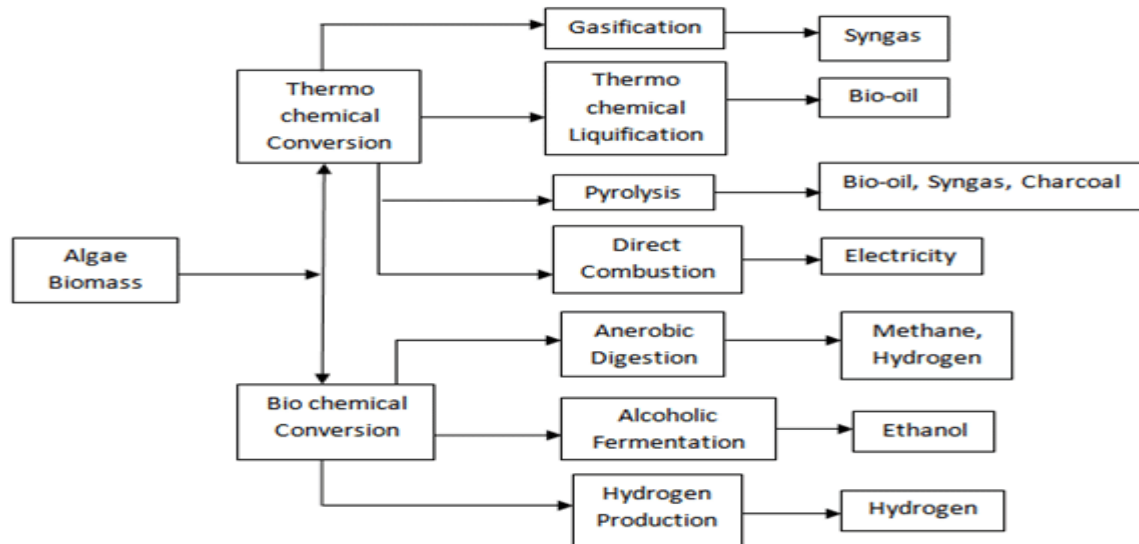 Gasification
Syngas
Thermo
chemical
Conversion
Thermo
chemical
Liquification
Bio-oil
Pyrolysis
Bio-oil, Syngas, Charcoal
Algae
Biomass
Direct
Combustion
Electricity
Anerobic
Digestion
Methane,
Hydrogen
Bio chemical
Conversion
Alcoholic
Fermentation
Ethanol
Hydrogen
Production
Hydrogen